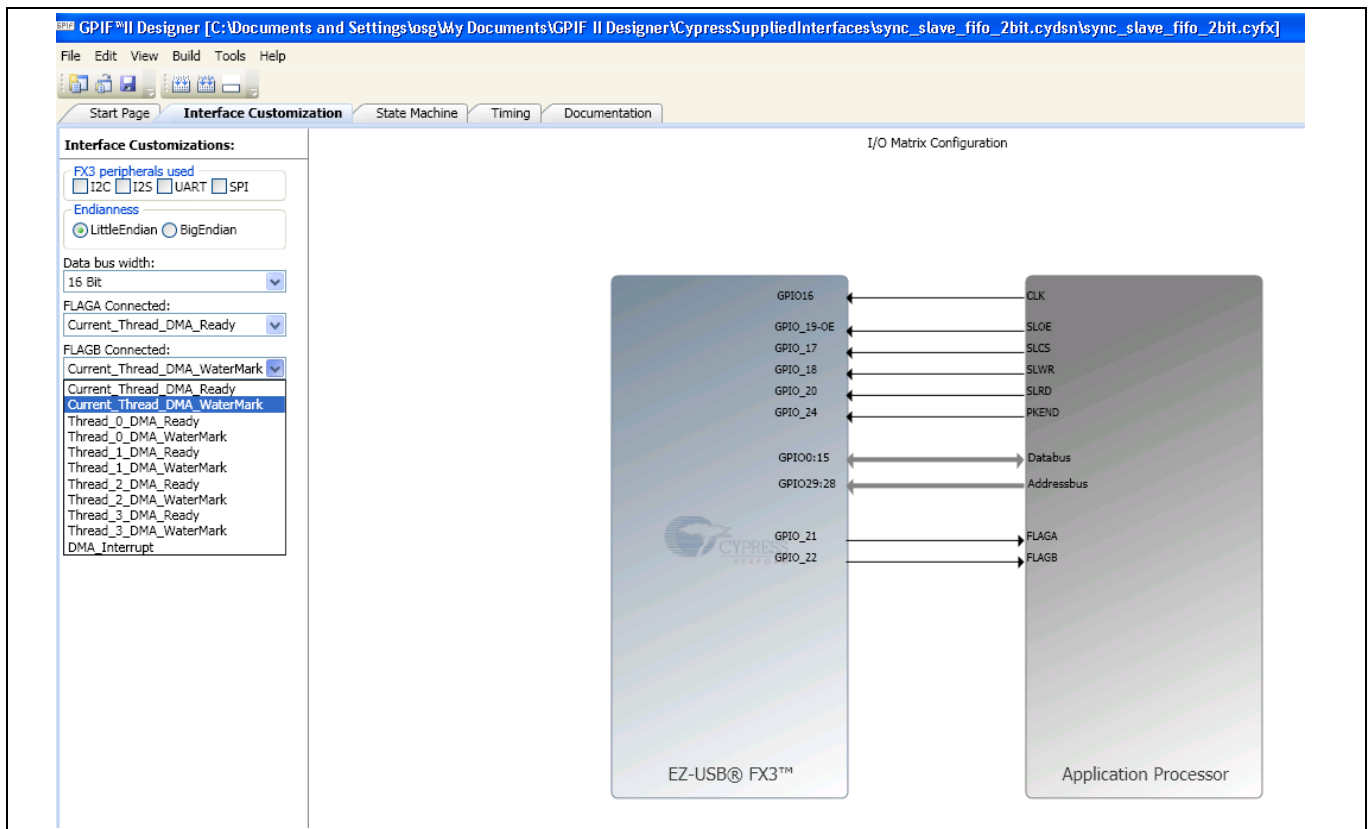 GPIF GPIF™II Designer [C:\Documents and Settings\osg\My Documents\GPIF II Designer\CypressSuppliedInterfaces\sync_slave_fifo_2bit.cydsn\sync_slave_fifo_2bit.cyfx]
File Edit View Build Tools Help
Start Page Interface Customization State Machine Timing Documentation
Interface Customizations:
FX3 peripherals used
I2C I2S UART SPI
Endianness
LittleEndian BigEndian
Data bus width:
16 Bit
FLAGA Connected:
Current_Thread_DMA_Ready
FLAGB Connected:
Current_Thread_DMA_WaterMark
Current_Thread_DMA_Ready
Current_Thread_DMA_WaterMark
Thread_0_DMA_Ready
Thread_0_DMA_WaterMark
Thread_1_DMA_Ready
Thread_1_DMA_WaterMark
Thread_2_DMA_Ready
Thread_2_DMA_WaterMark
Thread_3_DMA_Ready
Thread_3_DMA_WaterMark
DMA_Interrupt
I/O Matrix Configuration
GPIO16 CLK
GPIO_19-OE SLOE
GPIO_17 SLCS
GPIO_18 SLWR
GPIO_20 SLRD
GPIO_24 PKEND
GPIO0:15 Databus
GPIO29:28 Addressbus
GPIO_21 FLAGA
CYPRESS
GPIO_22 FLAGB
EZ-USB® FX3™ Application Processor